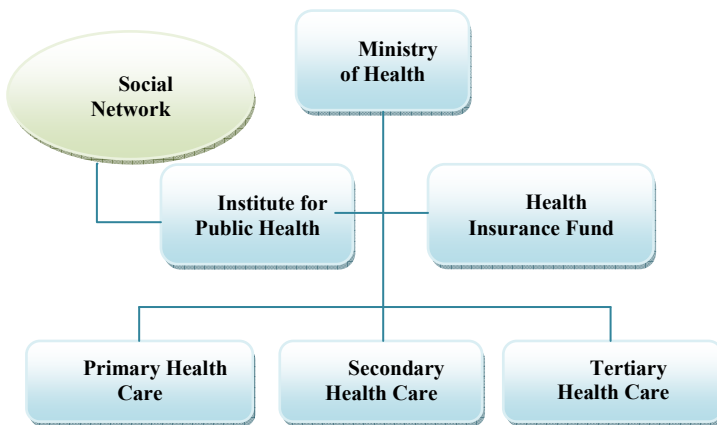 Ministry
of Health
Social
Network
Institute for
Public Health
Health
Insurance Fund
Primary Health
Care
Secondary
Health Care
Tertiary
Health Care